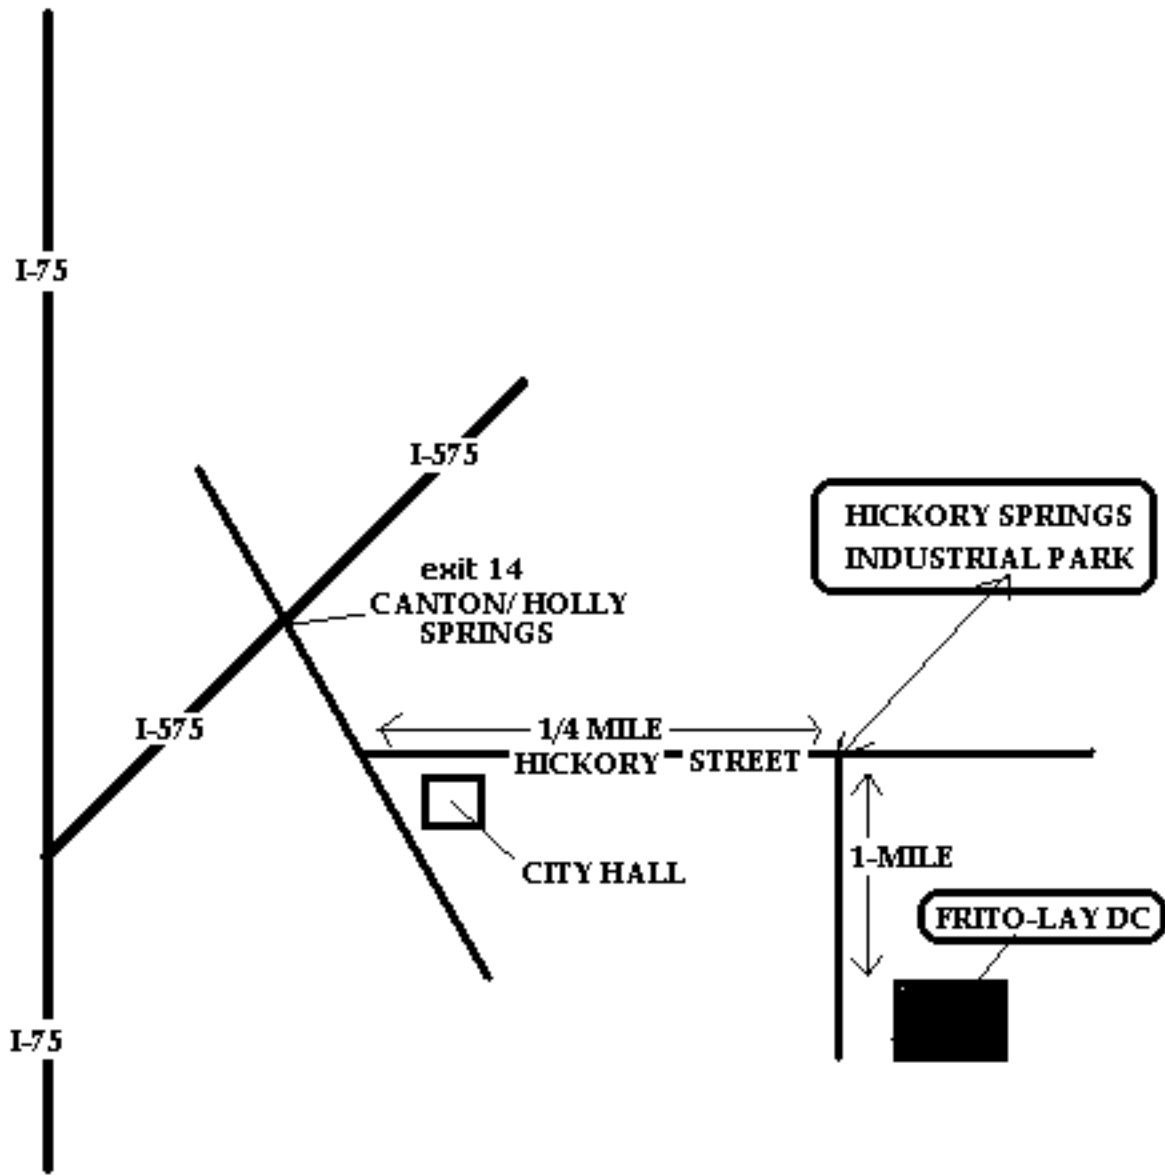 I-75
I-575
HICKORY SPRINGS
INDUSTRIAL PARK
exit 14
CANTON/ HOLLY
SPRINGS
I-575
1/4 MILE
HICKORY STREET
1-MILE
CITY HALL
FRITO-LAY DC
I-75